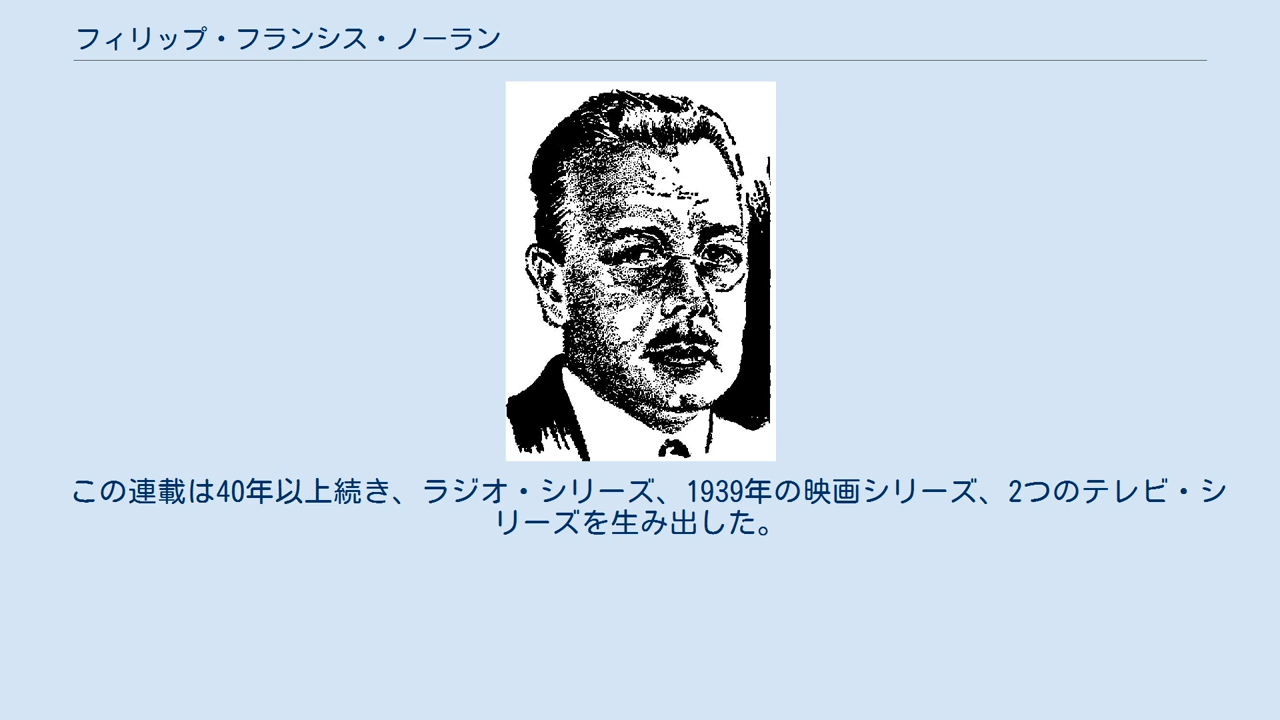 フィリップ・フランシス・ノーラン
この連載は40年以上続き、ラジオ・シリーズ、1939年の映画シリーズ、2つのテレビ・シ
リーズを生み出した。